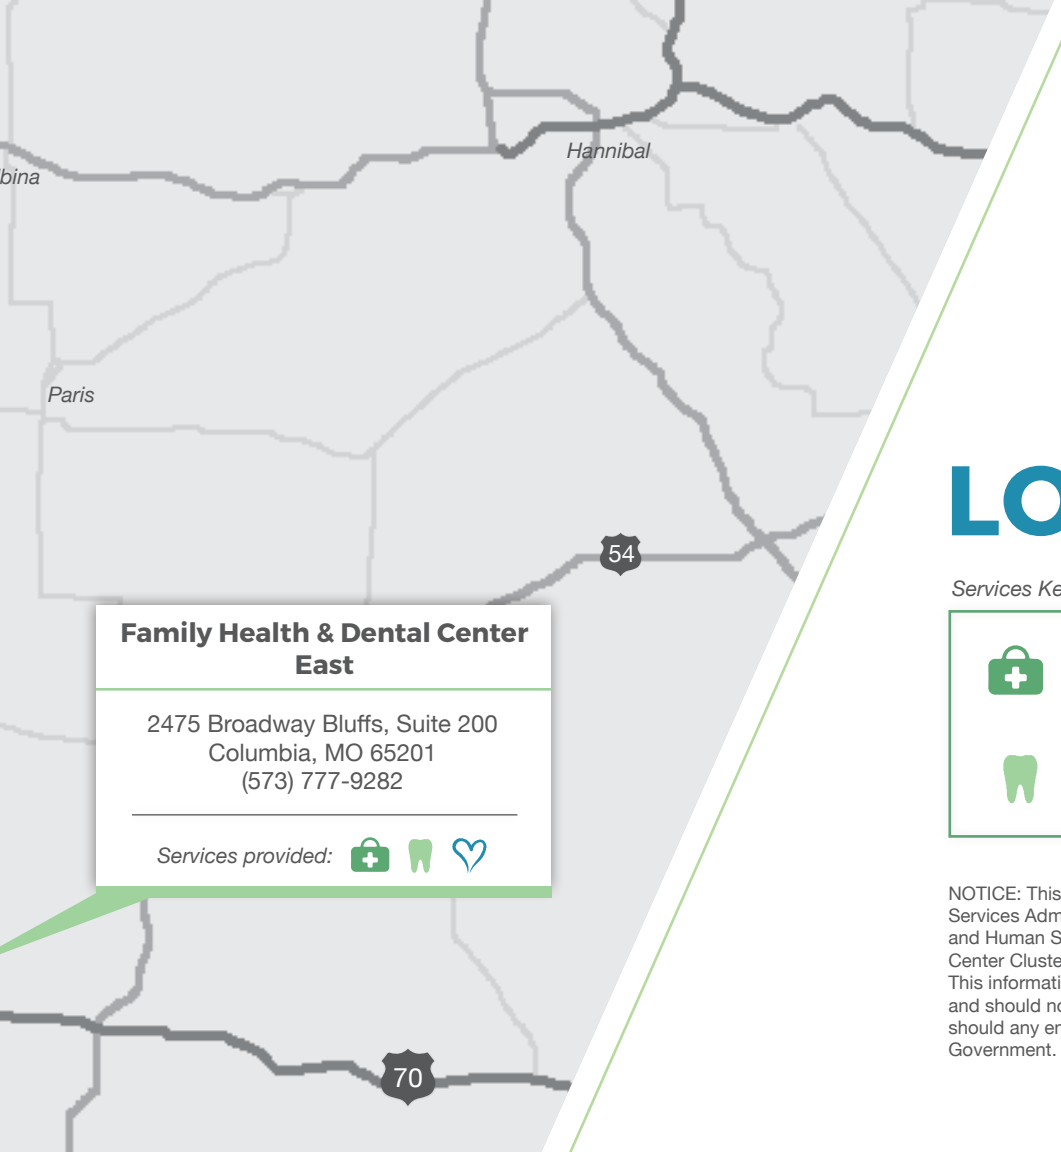 Hannibal
bina
Paris
54
Family Health & Dental Center
East
2475 Broadway Bluffs, Suite 200
Columbia, MO 65201
(573) 777-9282
Services provided:
70
LO
Services Ke
NOTICE: This
Services Adm
and Human S
Center Cluste
This informati
and should no
should any en
Government.